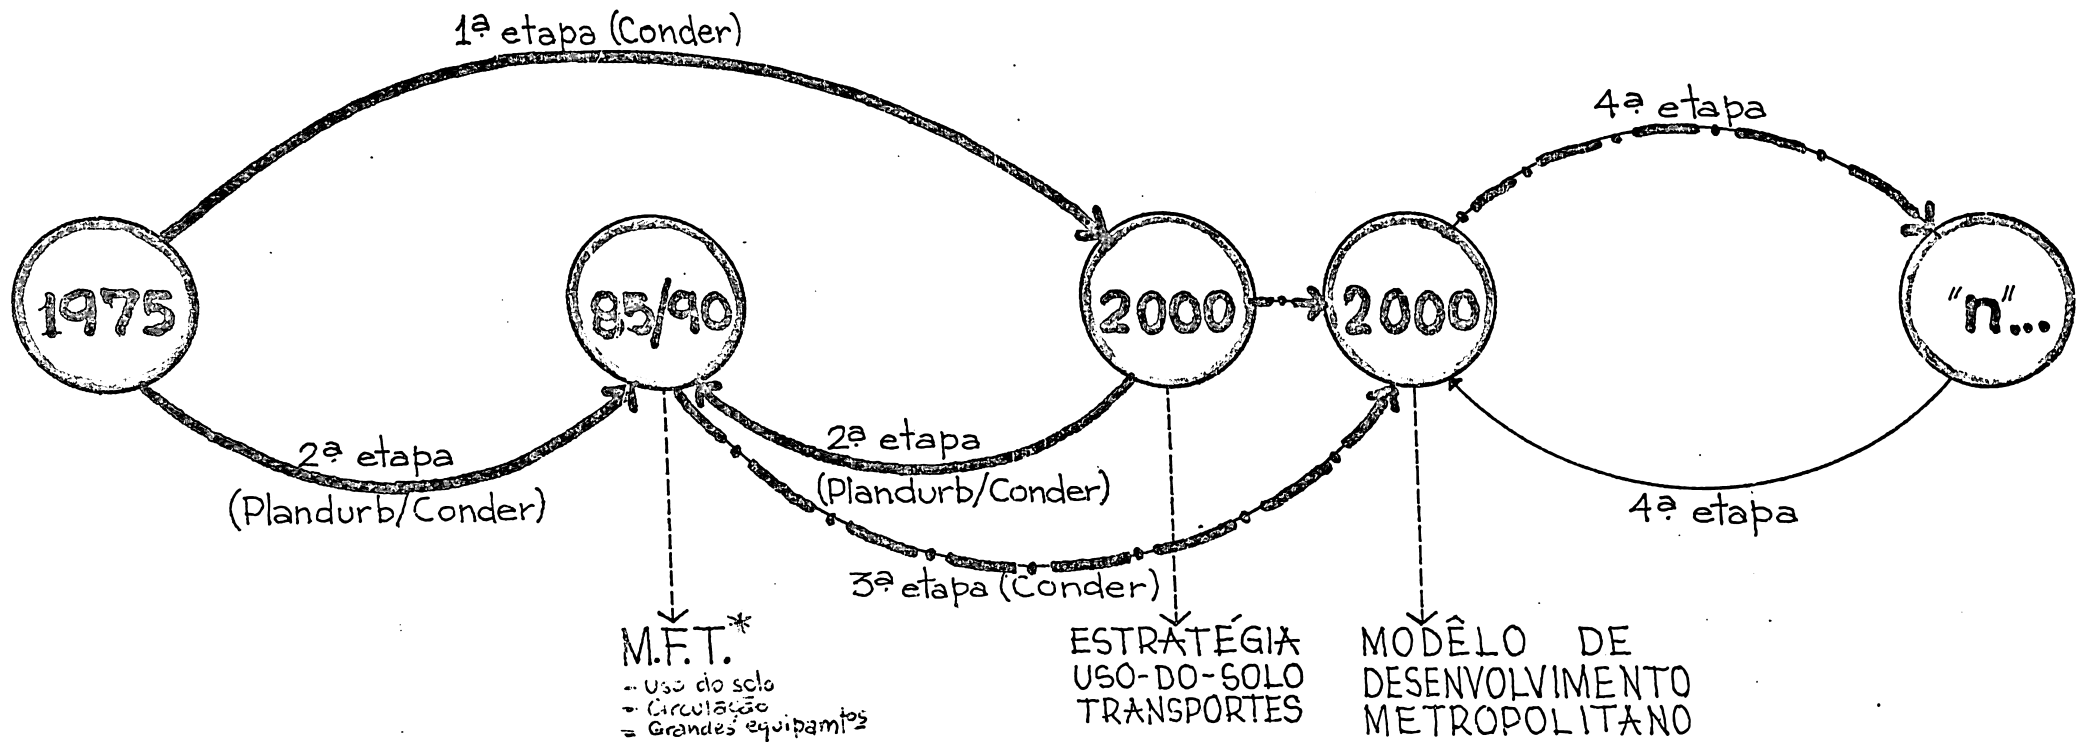 1ª etapa (Conder)
4ª etapa
1975
85/90
2000
2000
"n"...
2ª etapa
(Plandurb/Conder)
2ª etapa
(Plandurb/Conder)
4ª etapa
3ª etapa (Conder)
M.F.T.*
- Uso do solo
- Circulação
- Grandes equipamtos
ESTRATÉGIA
USO-DO-SOLO
TRANSPORTES
MODÊLO DE
DESENVOLVIMENTO
METROPOLITANO